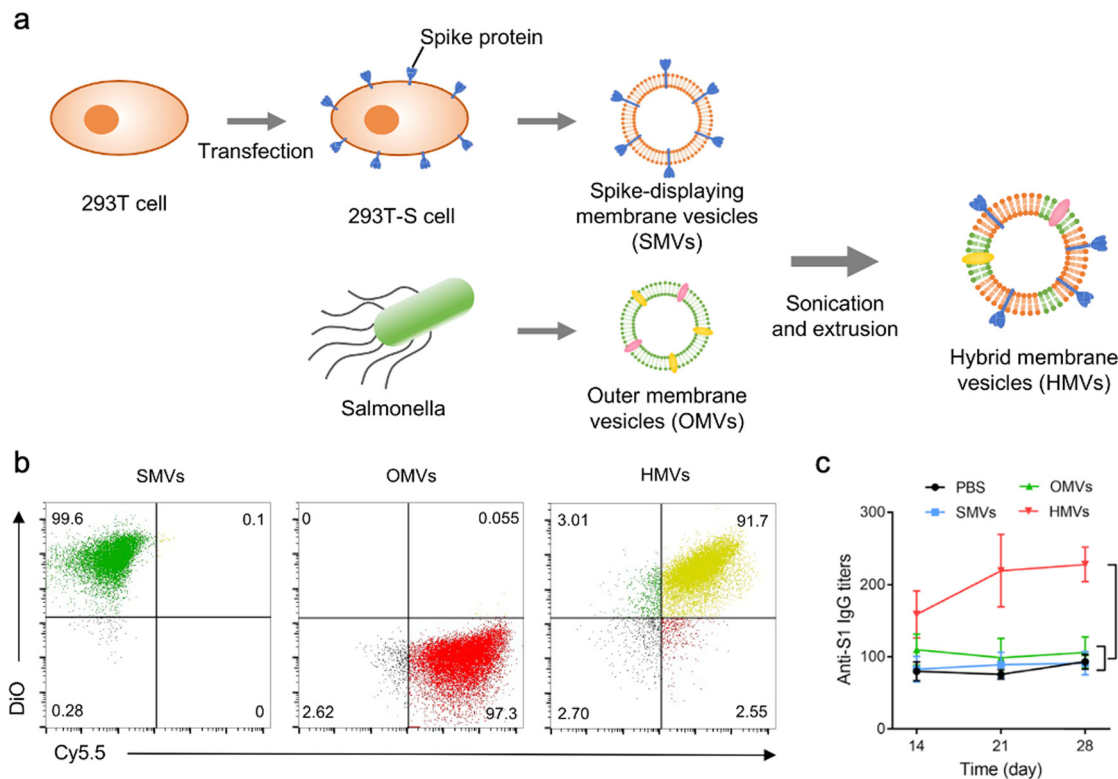 a
Spike protein
Transfection
293T cell
293T-S cell
Spike-displaying
membrane vesicles
(SMVs)
Salmonella
Outer membrane
vesicles (OMVs)
Sonication
and extrusion
Hybrid membrane
vesicles (HMVs)
b
SMVs
OMVs
HMVs
99.6
0.1
0.28
0
0
0.055
2.62
97.3
3.01
91.7
2.70
2.55
DiO
Cy5.5
c
PBS
OMVs
SMVs
HMVs
Anti-S1 IgG titers
300
200
100
0
14
21
28
Time (day)